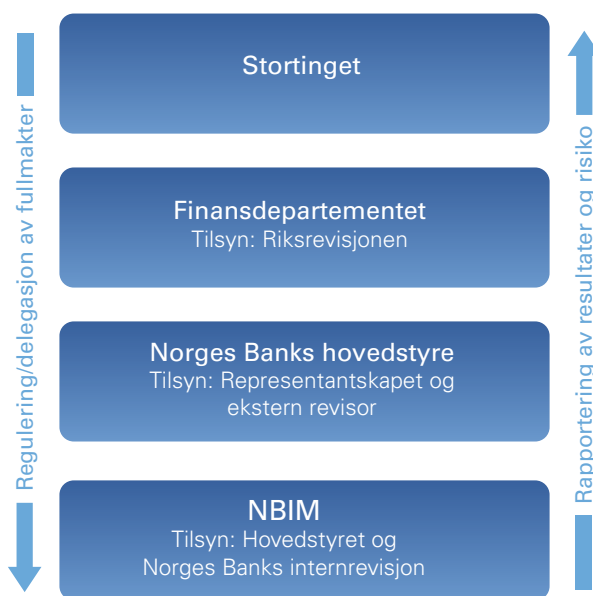 Regulering/delegasjon av fullmakter
Stortinget
Finansdepartementet
Tilsyn: Riksrevisjonen
Norges Banks hovedstyre
Tilsyn: Representantskapet og
ekstern revisor
NBIM
Tilsyn: Hovedstyret og
Norges Banks internrevisjon
Rapportering av resultater og risiko